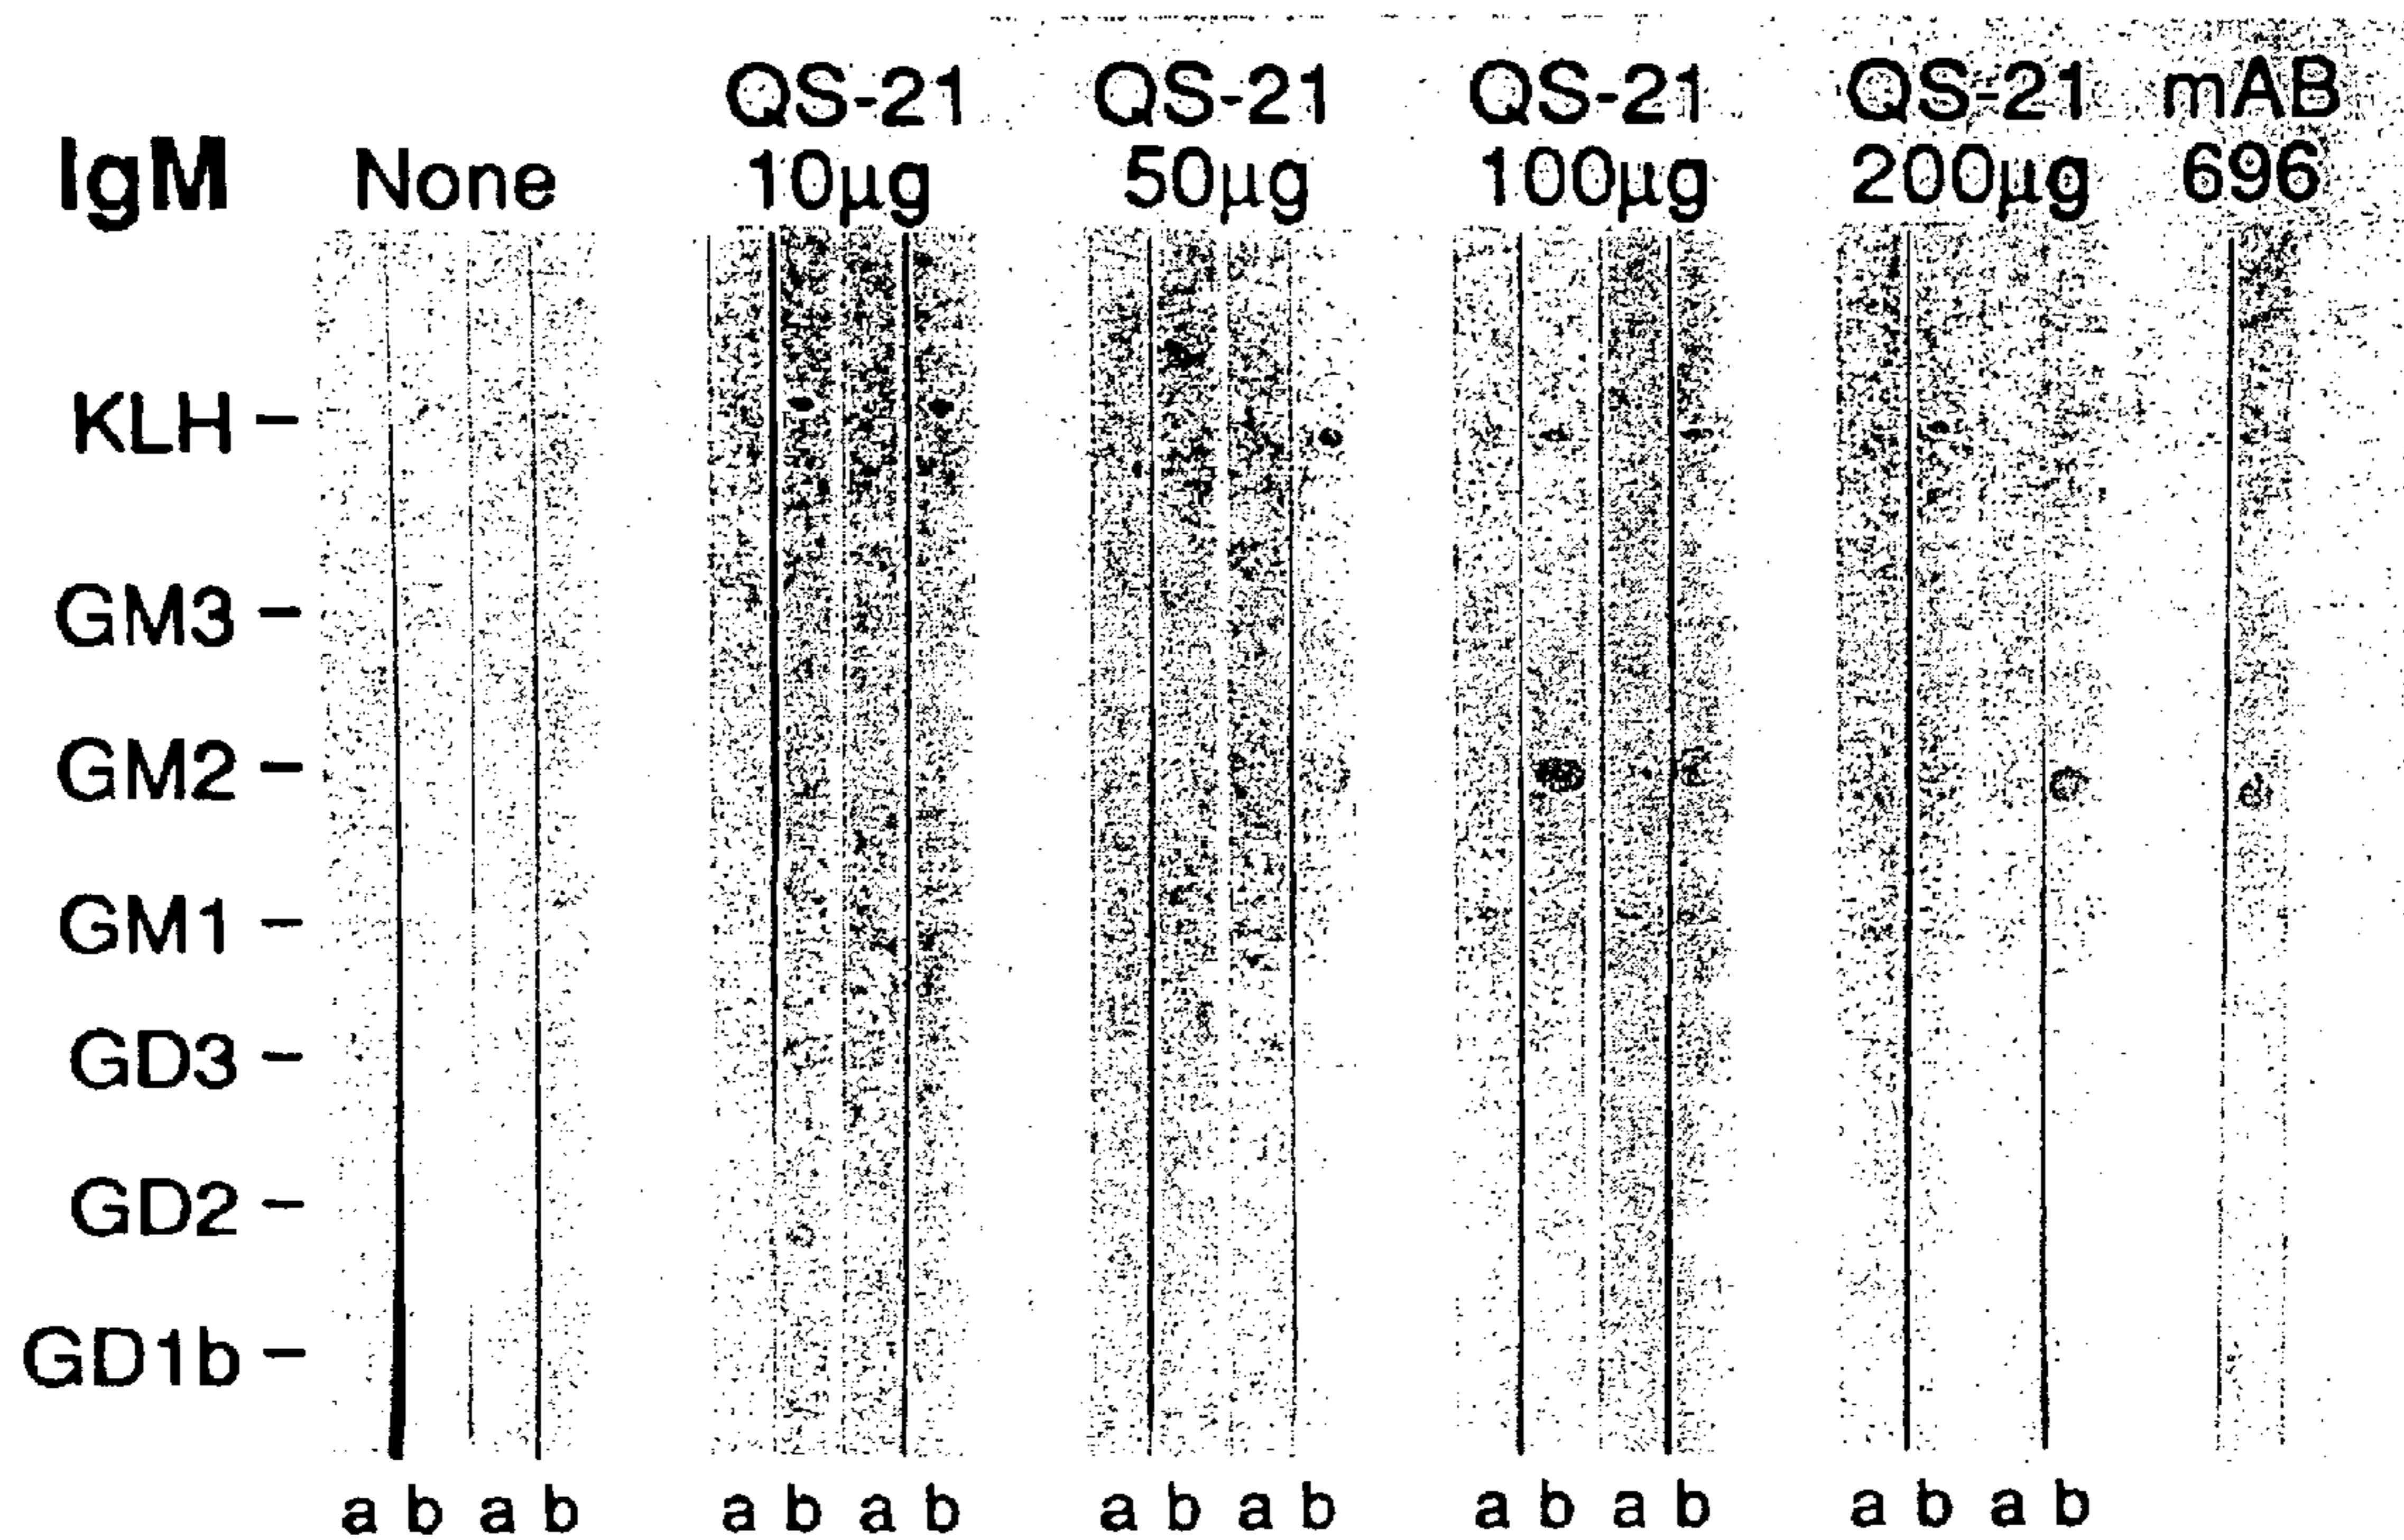 QS-21 QS-21 QS-21 QS-21 mAB
IgM None 10µg 50µg 100µg 200µg 696
KLH –
GM3 –
GM2 –
GM1 –
GD3 –
GD2 –
GD1b –
a b a b a b a b a b a b a b a b a b a b